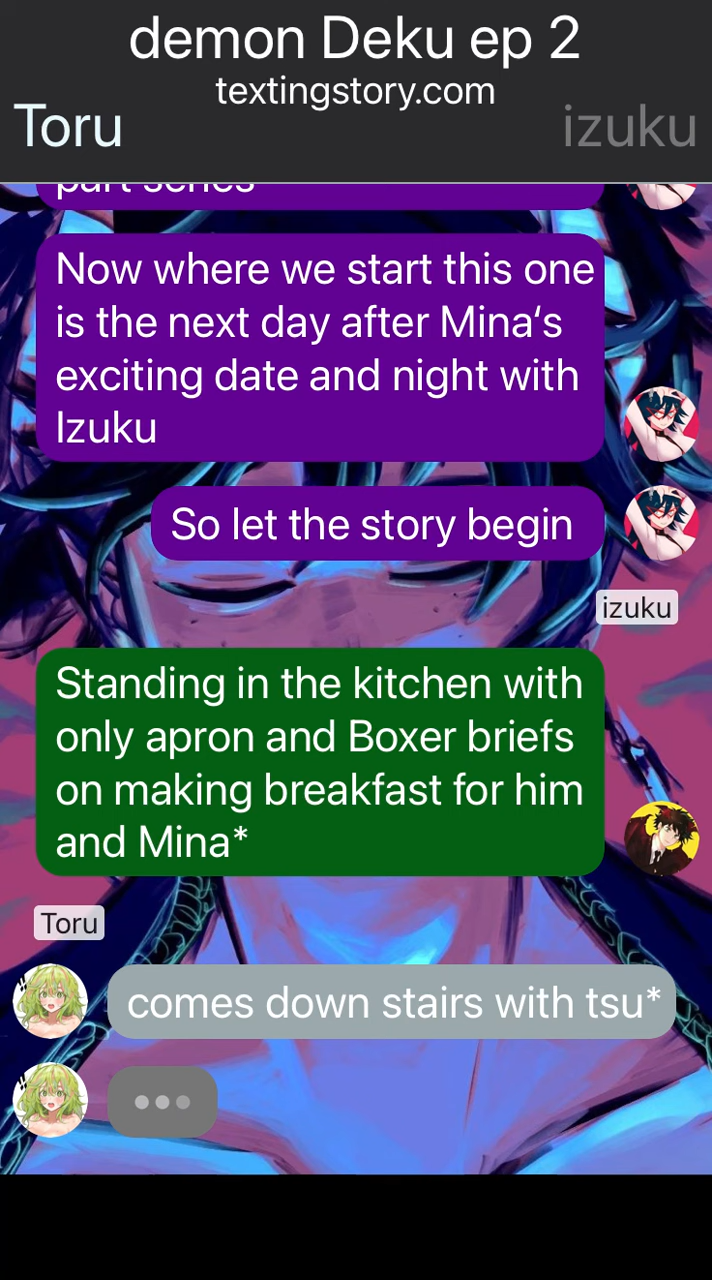 demon Deku ep 2
textingstory.com
Toru
izuku
part series
Now where we start this one
is the next day after Mina‘s
exciting date and night with
Izuku
So let the story begin
izuku
Standing in the kitchen with
only apron and Boxer briefs
on making breakfast for him
and Mina*
Toru
comes down stairs with tsu*